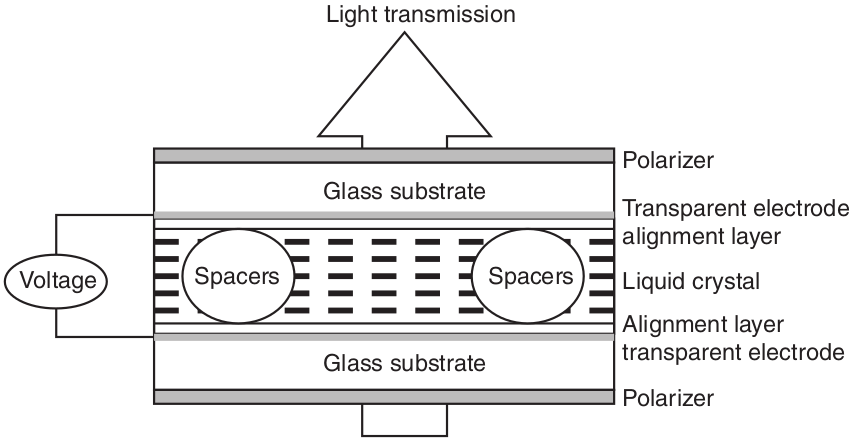 Light transmission
Polarizer
Glass substrate
Transparent electrode
alignment layer
Voltage
Spacers
Spacers
Liquid crystal
Alignment layer
transparent electrode
Glass substrate
Polarizer